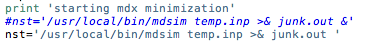 print 'starting mdx minimization'
#nst='/usr/local/bin/mdsim temp.inp >& junk.out &'
nst='/usr/local/bin/mdsim temp.inp >& junk.out '